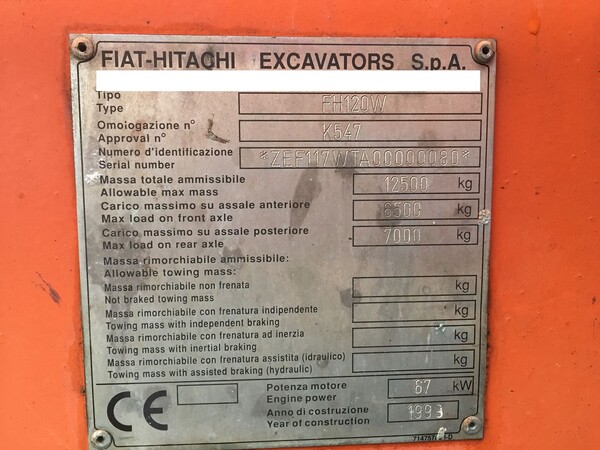 FIAT-HITACHI EXCAVATORS S.p.A.
Tipo
Type FH120W
Omologazione n°
Approval n° K547
Numero d'identificazione
Serial number
Massa totale ammissibile
Allowable max mass 12500 kg
Carico massimo su assale anteriore
Max load on front axle 6500 kg
Carico massimo su assale posteriore
Max load on rear axle 7000 kg
Massa rimorchiabile ammissibile:
Allowable towing mass:
Massa rimorchiabile non frenata
Not braked towing mass kg
Massa rimorchiabile con frenatura indipendente
Towing mass with independent braking kg
Massa rimorchiabile con frenatura ad inerzia
Towing mass with inertial braking kg
Massa rimorchiabile con frenatura assistita (idraulico)
Towing mass with assisted braking (hydraulic) kg
CE
Potenza motore
Engine power 67 kW
Anno di costruzione
Year of construction 1993